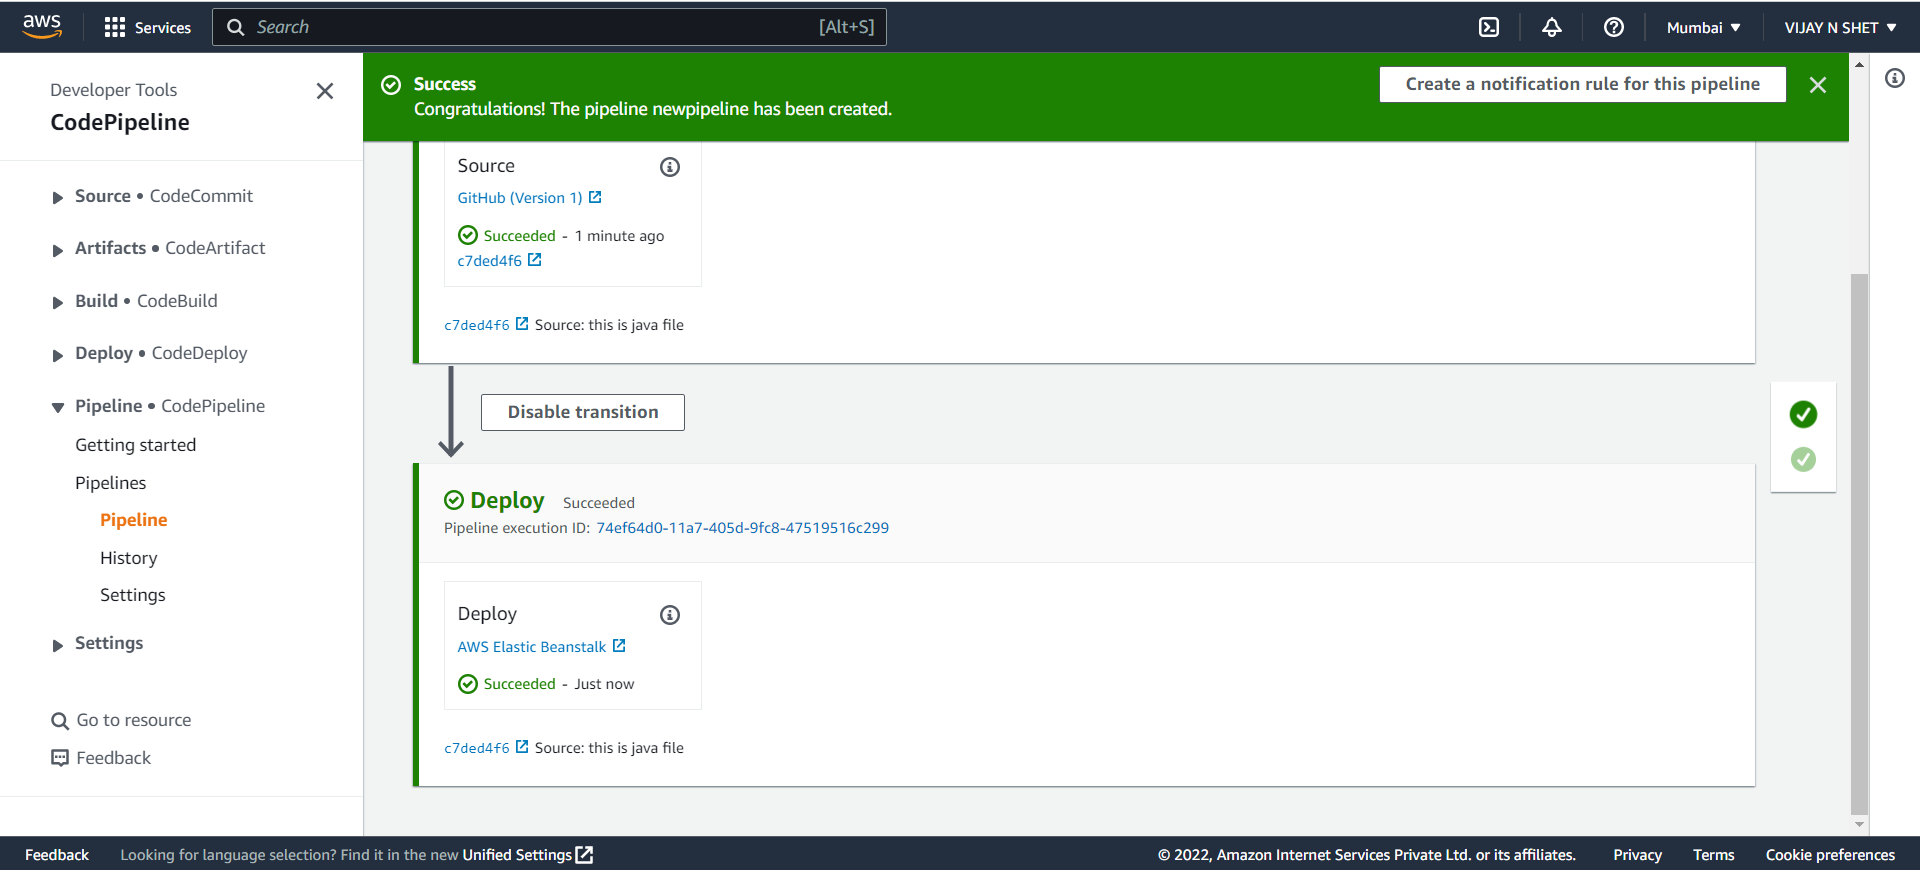 aws
Services
Search [Alt+S]
Mumbai ▼
VIJAY N SHET ▼
Developer Tools
CodePipeline
Source • CodeCommit
Artifacts • CodeArtifact
Build • CodeBuild
Deploy • CodeDeploy
Pipeline • CodePipeline
Getting started
Pipelines
Pipeline
History
Settings
Settings
Go to resource
Feedback
Success
Congratulations! The pipeline newpipeline has been created.
Create a notification rule for this pipeline
Source
GitHub (Version 1)
Succeeded - 1 minute ago
c7ded4f6
c7ded4f6 Source: this is java file
Disable transition
Deploy Succeeded
Pipeline execution ID: 74ef64d0-11a7-405d-9fc8-47519516c299
Deploy
AWS Elastic Beanstalk
Succeeded - Just now
c7ded4f6 Source: this is java file
Feedback
Looking for language selection? Find it in the new Unified Settings
© 2022, Amazon Internet Services Private Ltd. or its affiliates.
Privacy
Terms
Cookie preferences